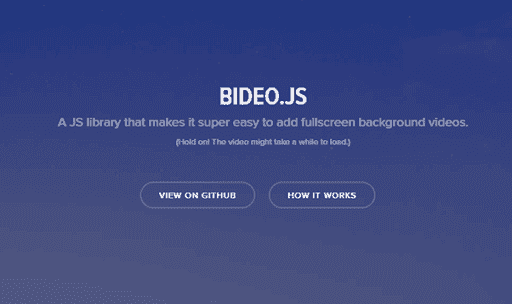 BIDEO.JS
A JS library that makes it super easy to add fullscreen background videos.
(Hold on! The video might take a while to load.)
VIEW ON GITHUB
HOW IT WORKS